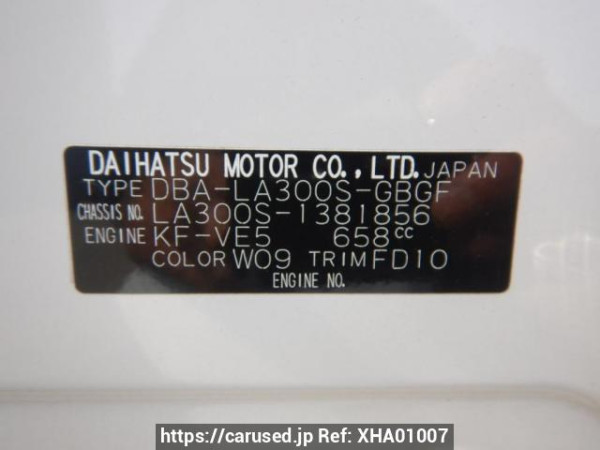 DAIHATSU MOTOR CO., LTD. JAPAN
TYPE DBA-LA300S-GBGF
CHASSIS NO. LA300S-1381856
ENGINE KF-VE5 658cc
COLOR W09 TRIM FD10
ENGINE NO.
https://carused.jp Ref: XHA01007